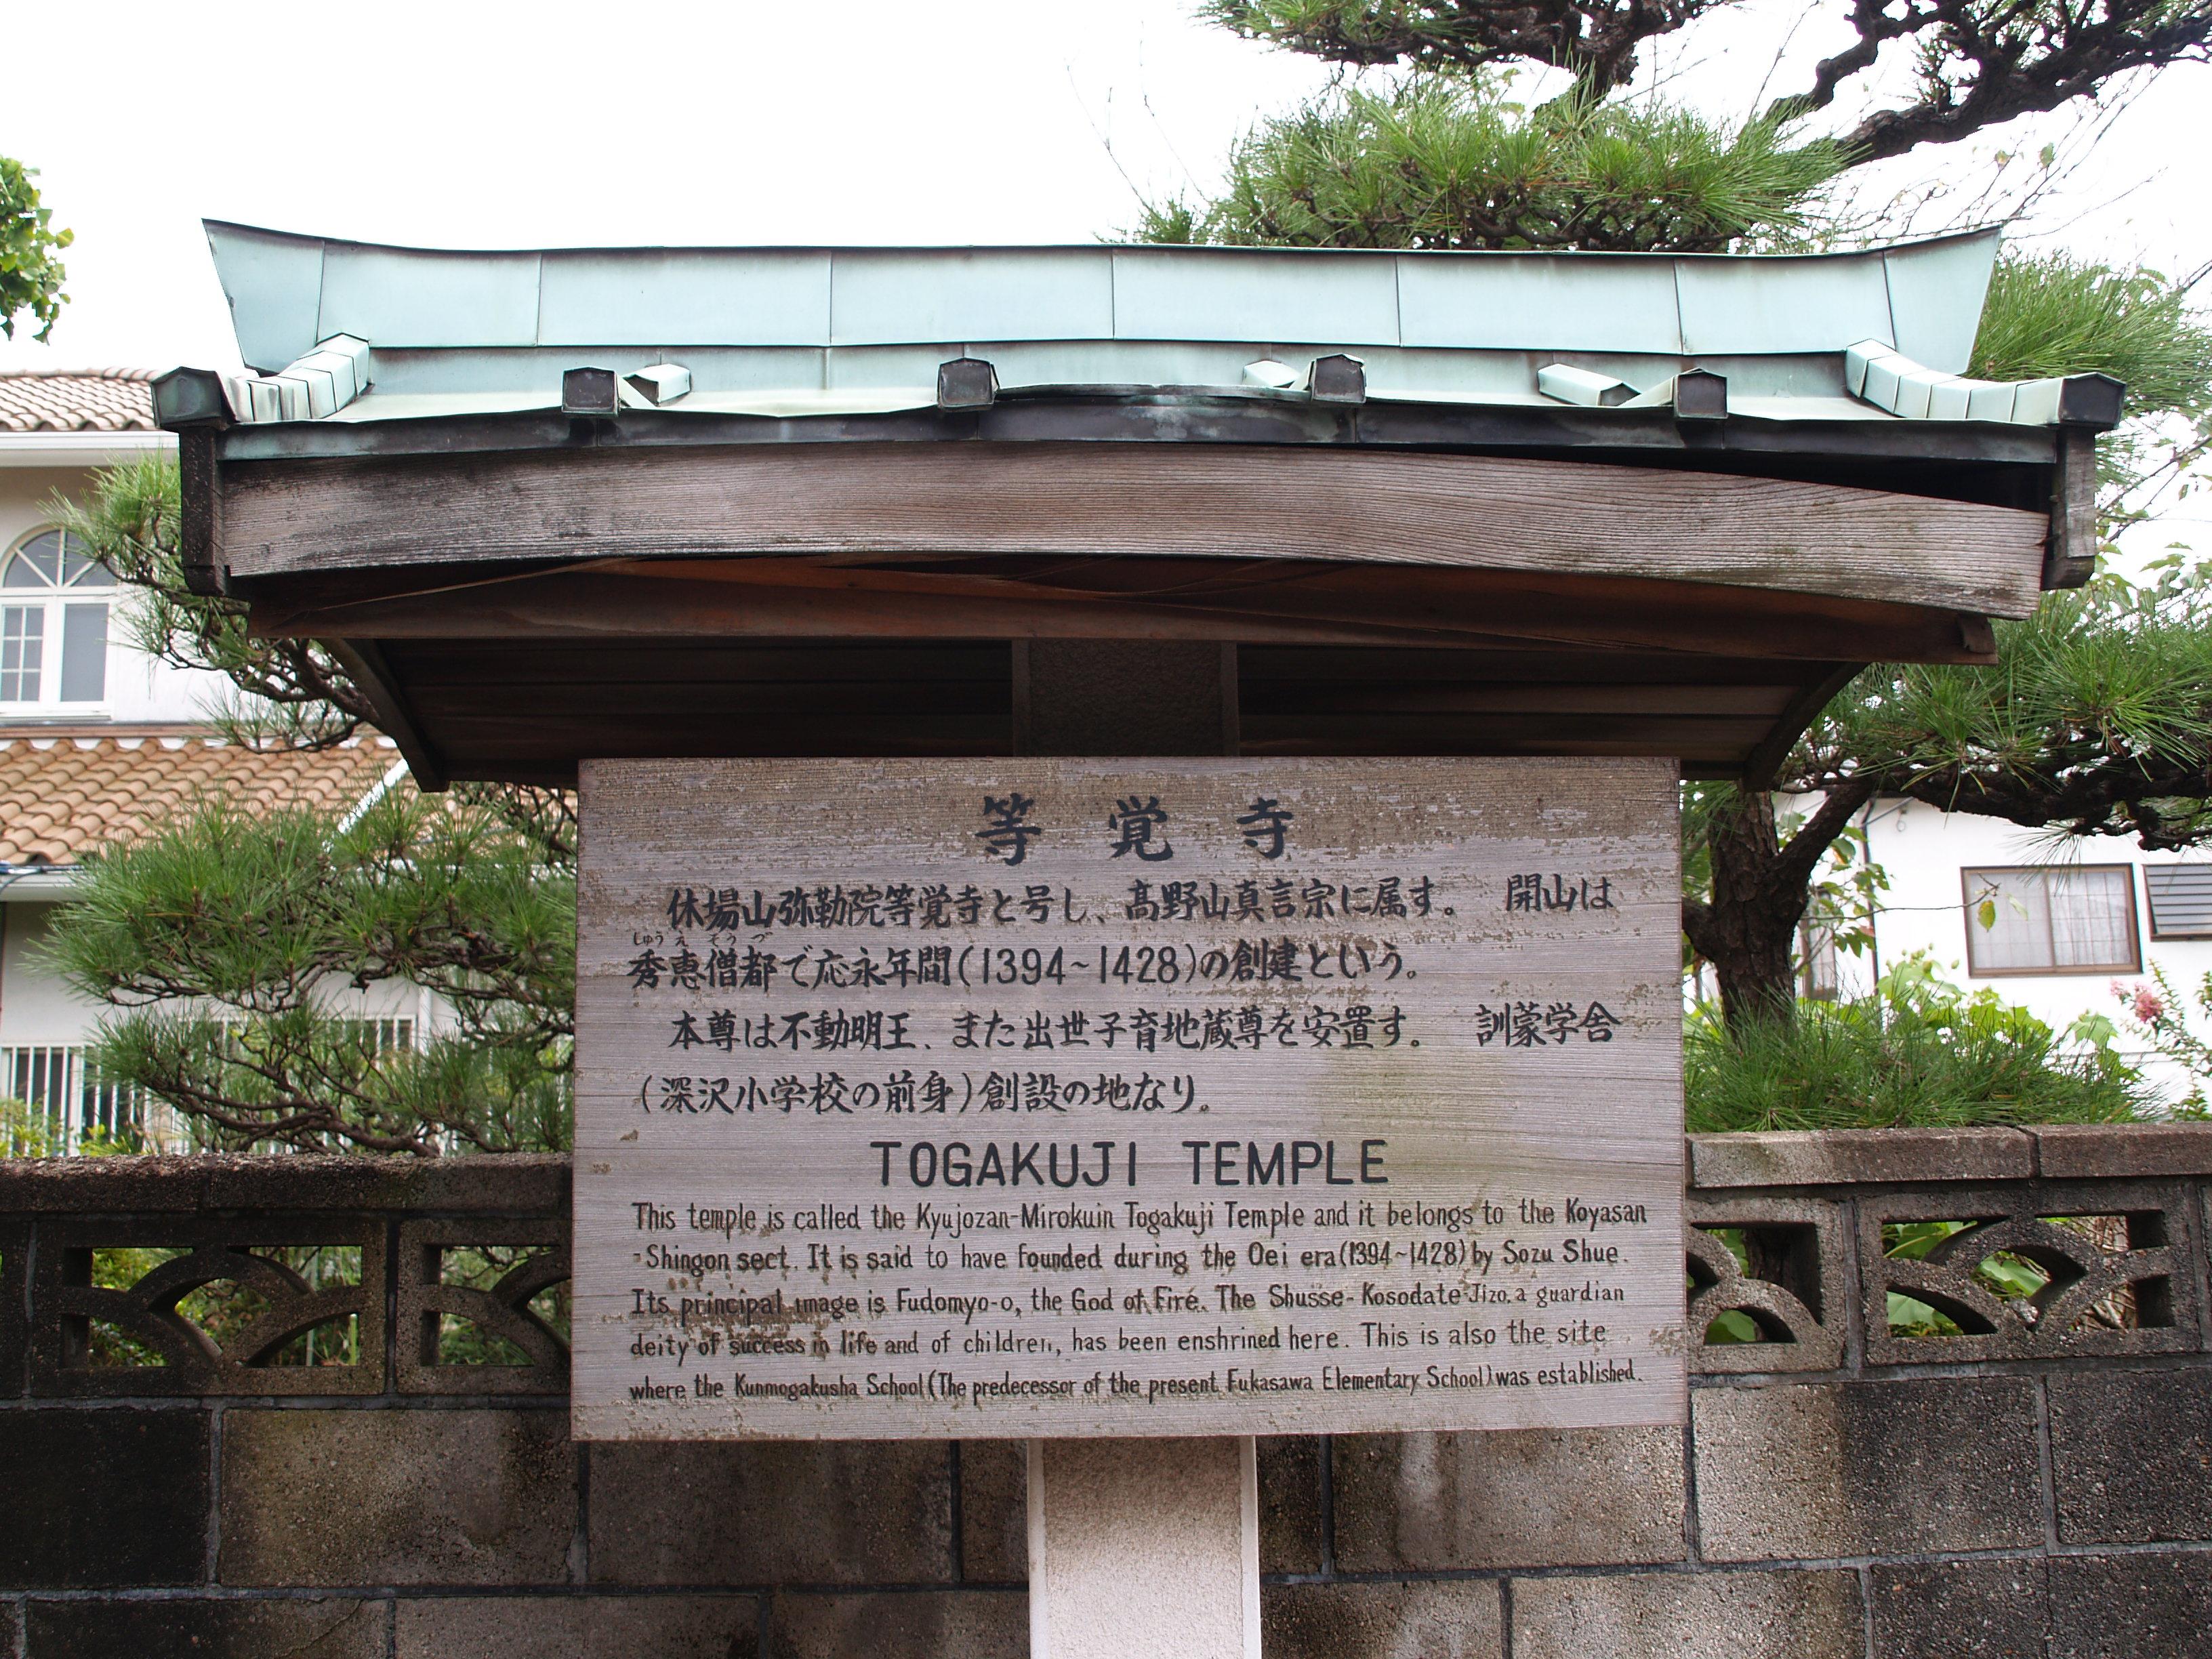 等覚寺
休場山弥勒院等覚寺と号し、髙野山真言宗に属す。 開山は
しゅうえ そうづ
秀恵僧都で応永年間(1394~1428)の創建という。
本尊は不動明王、また出世子育地蔵尊を安置す。 訓蒙学舎
(深沢小学校の前身)創設の地なり。
TOGAKUJI TEMPLE
This temple is called the Kyujozan-Mirokuin Togakuji Temple and it belongs to the Koyasan
-Shingon sect. It is said to have founded during the Oei era(1394~1428) by Sozu Shue.
Its principal image is Fudomyo-o, the God of Fire. The Shusse-Kosodate-Jizo, a guardian
deity of success in life and of children, has been enshrined here. This is also the site
where the Kunmogakusha School(The predecessor of the present Fukasawa Elementary School)was established.